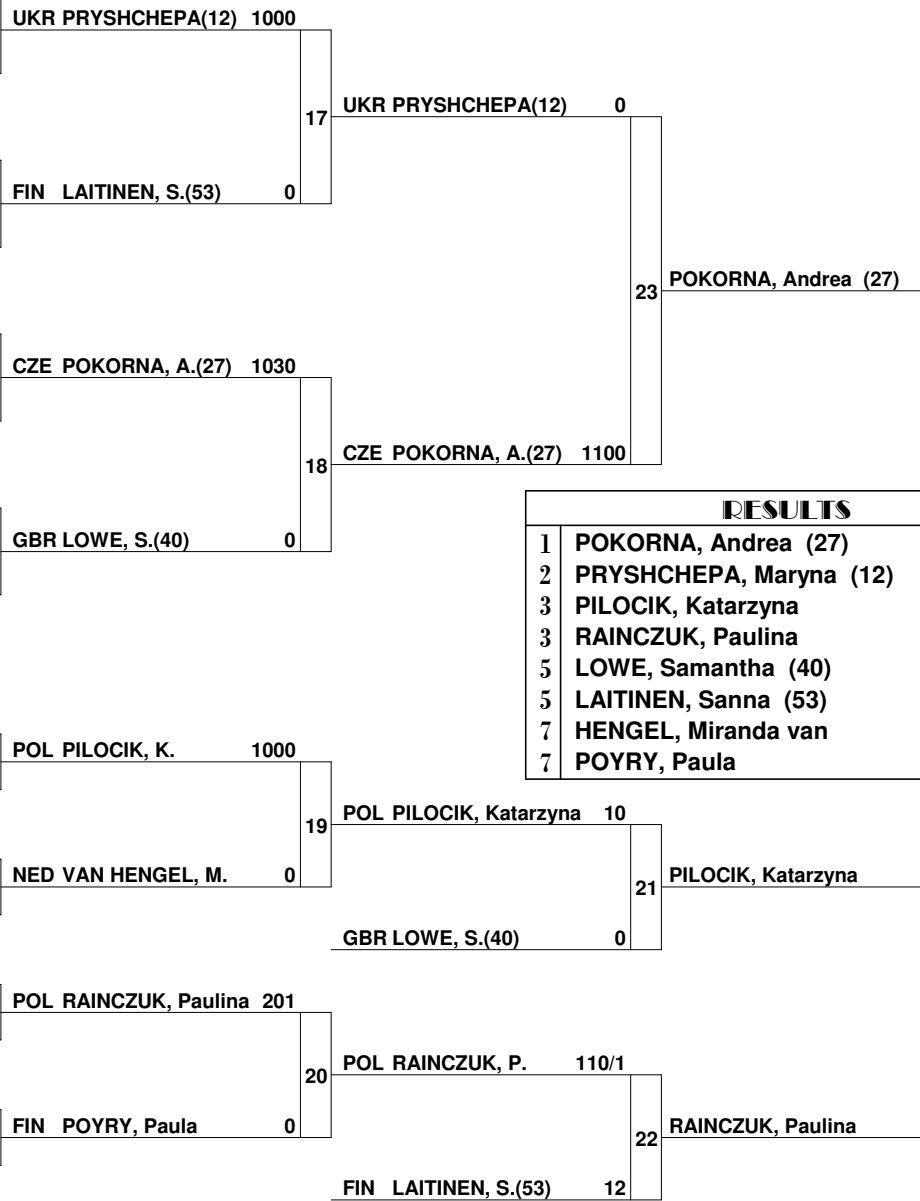 UKR PRYSHCHEPA(12) 1000
17
UKR PRYSHCHEPA(12) 0
FIN LAITINEN, S.(53) 0
23
POKORNA, Andrea (27)
CZE POKORNA, A.(27) 1030
18
CZE POKORNA, A.(27) 1100
GBR LOWE, S.(40) 0
RESULTS
1 POKORNA, Andrea (27)
2 PRYSHCHEPA, Maryna (12)
3 PILOCIK, Katarzyna
3 RAINCZUK, Paulina
5 LOWE, Samantha (40)
5 LAITINEN, Sanna (53)
7 HENGEL, Miranda van
7 POYRY, Paula
POL PILOCIK, K. 1000
19
POL PILOCIK, Katarzyna 10
NED VAN HENGEL, M. 0
21
PILOCIK, Katarzyna
GBR LOWE, S.(40) 0
POL RAINCZUK, Paulina 201
20
POL RAINCZUK, P. 110/1
FIN POYRY, Paula 0
22
RAINCZUK, Paulina
FIN LAITINEN, S.(53) 12